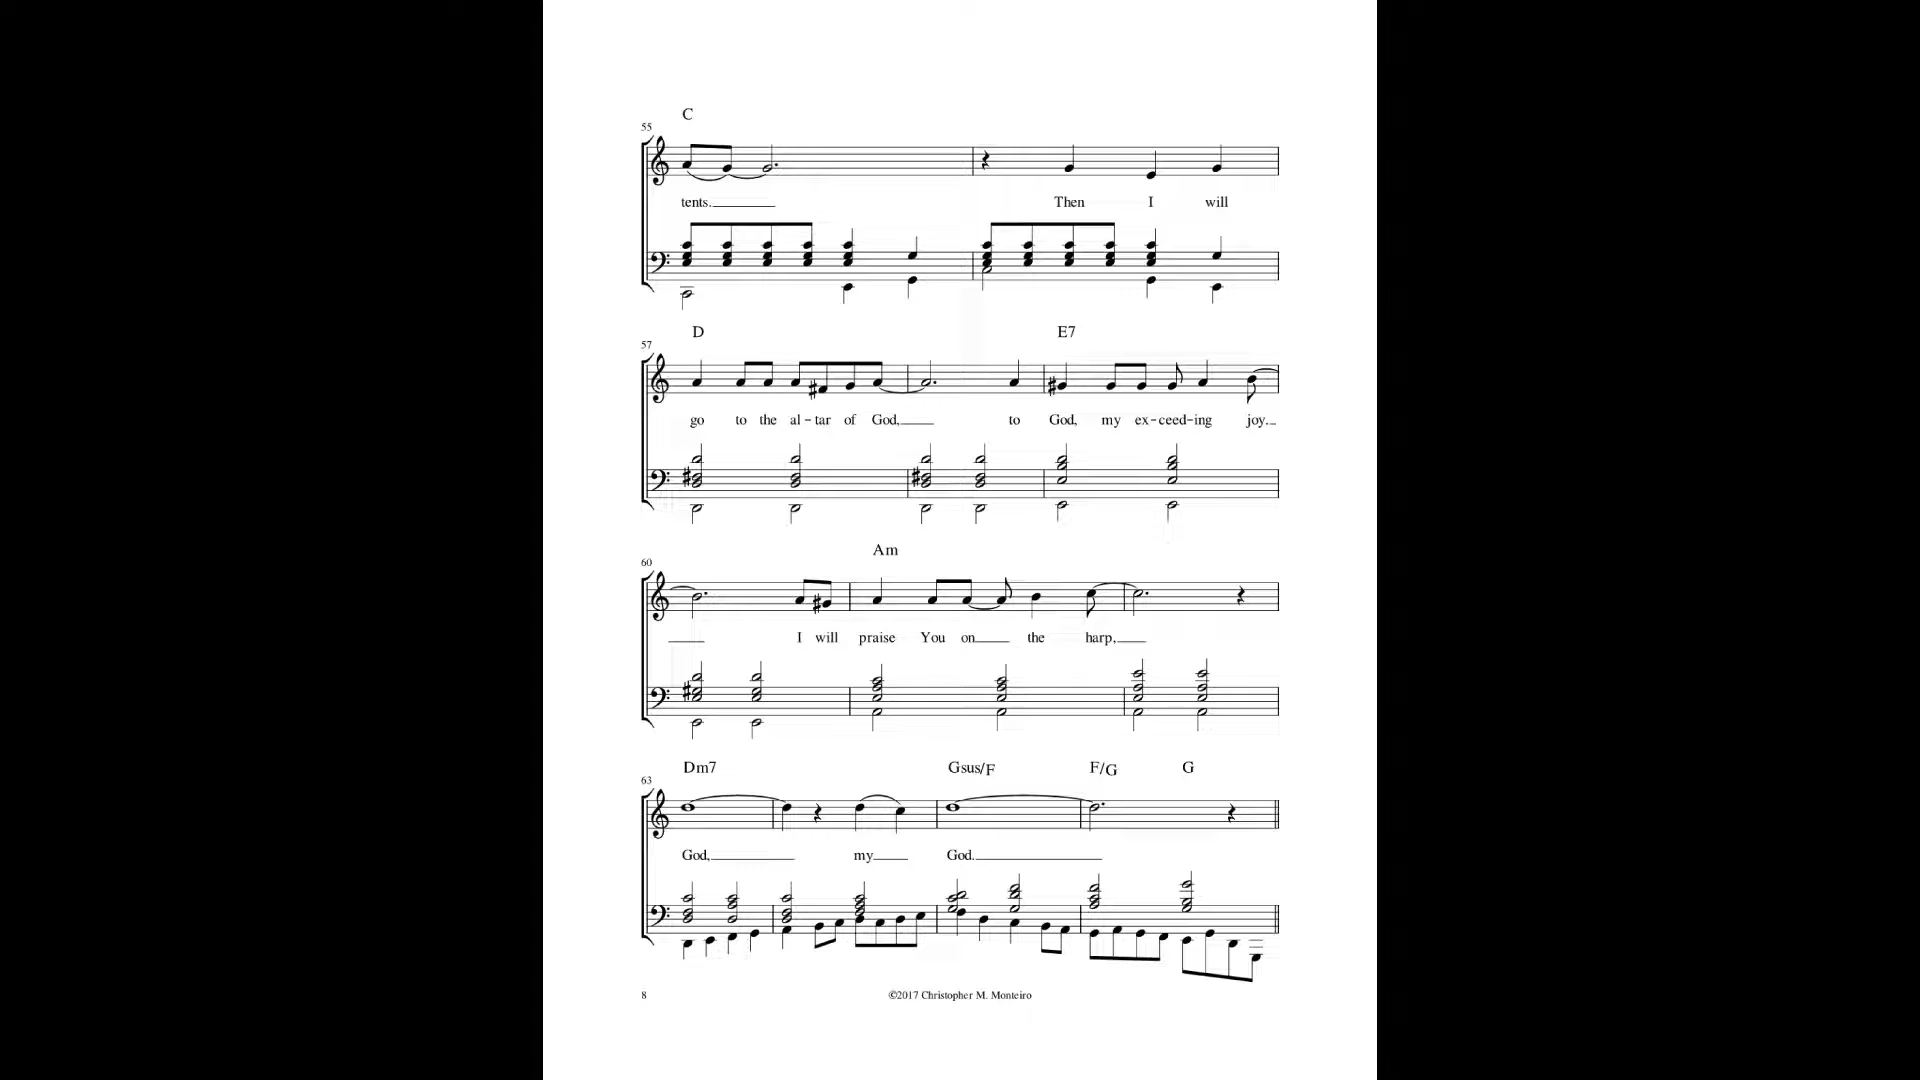 C
55
tents.
Then I will
D E7
57
go to the al-tar of God, to God, my ex-ceed-ing joy.
Am
60
I will praise You on the harp,
Dm7 Gsus/F F/G G
63
God, my God.
8 ©2017 Christopher M. Monteiro